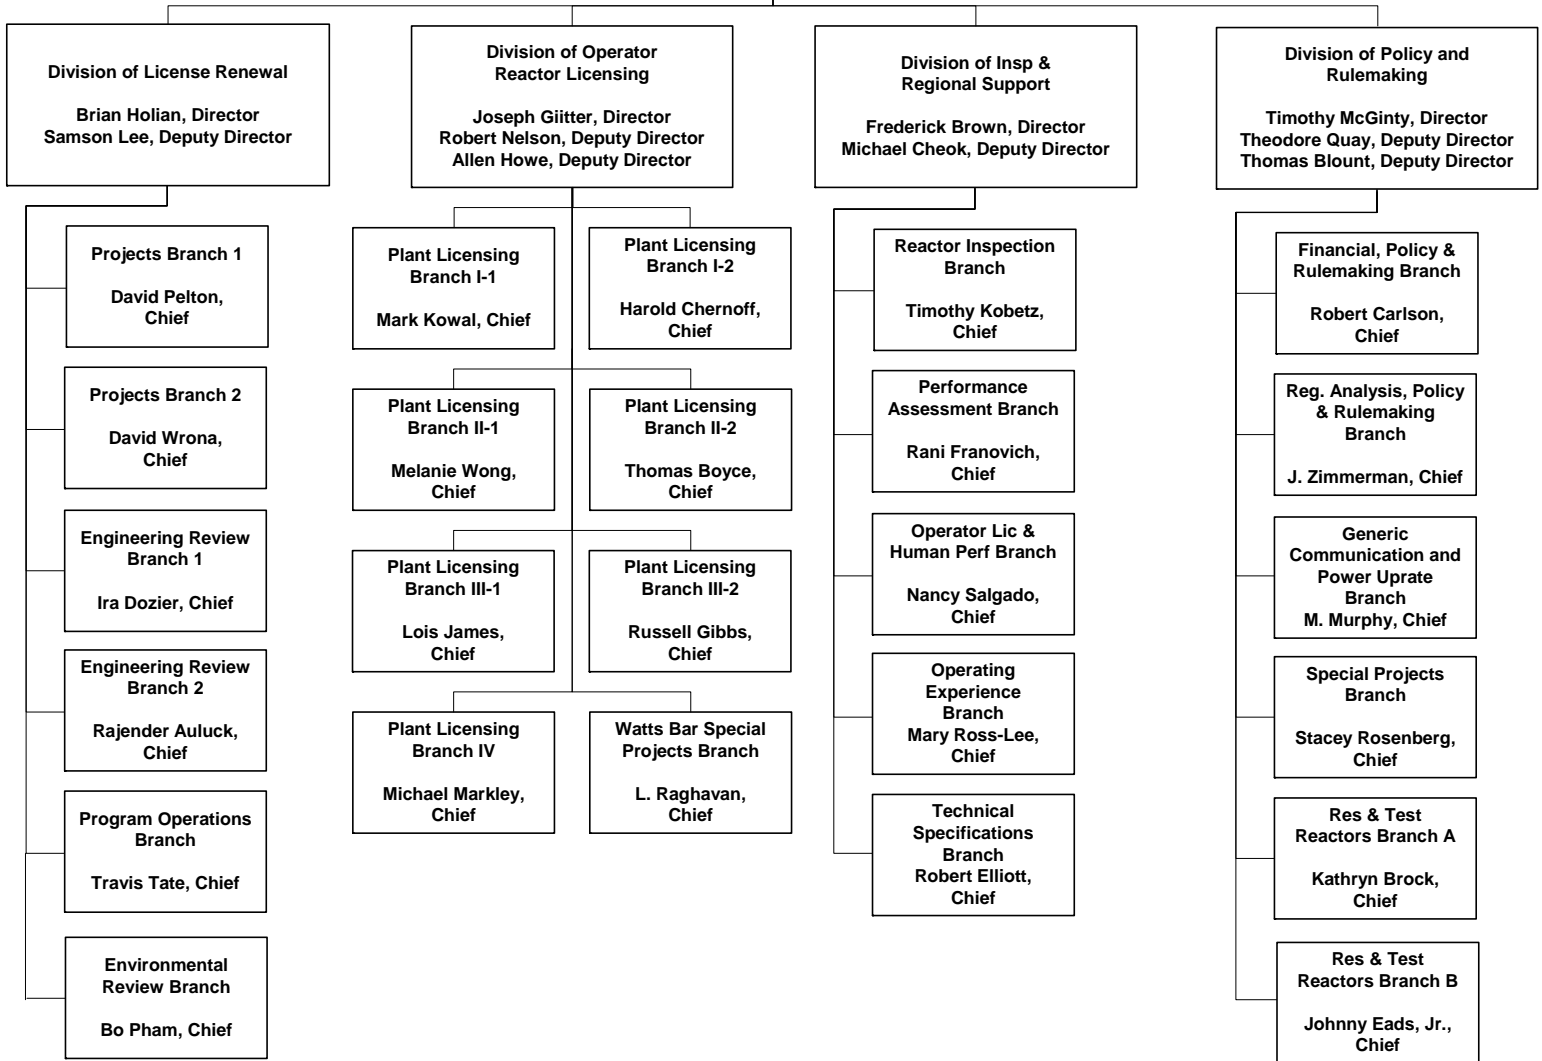 Division of License Renewal
Brian Holian, Director
Samson Lee, Deputy Director
Division of Operator
Reactor Licensing
Joseph Giitter, Director
Robert Nelson, Deputy Director
Allen Howe, Deputy Director
Division of Insp &
Regional Support
Frederick Brown, Director
Michael Cheok, Deputy Director
Division of Policy and
Rulemaking
Timothy McGinty, Director
Theodore Quay, Deputy Director
Thomas Blount, Deputy Director
Projects Branch 1
David Pelton,
Chief
Projects Branch 2
David Wrona,
Chief
Engineering Review
Branch 1
Ira Dozier, Chief
Engineering Review
Branch 2
Rajender Auluck,
Chief
Program Operations
Branch
Travis Tate, Chief
Environmental
Review Branch
Bo Pham, Chief
Plant Licensing
Branch I-1
Mark Kowal, Chief
Plant Licensing
Branch I-2
Harold Chernoff,
Chief
Plant Licensing
Branch II-1
Melanie Wong,
Chief
Plant Licensing
Branch II-2
Thomas Boyce,
Chief
Plant Licensing
Branch III-1
Lois James,
Chief
Plant Licensing
Branch III-2
Russell Gibbs,
Chief
Plant Licensing
Branch IV
Michael Markley,
Chief
Watts Bar Special
Projects Branch
L. Raghavan,
Chief
Reactor Inspection
Branch
Timothy Kobetz,
Chief
Performance
Assessment Branch
Rani Franovich,
Chief
Operator Lic &
Human Perf Branch
Nancy Salgado,
Chief
Operating
Experience
Branch
Mary Ross-Lee,
Chief
Technical
Specifications
Branch
Robert Elliott,
Chief
Financial, Policy &
Rulemaking Branch
Robert Carlson,
Chief
Reg. Analysis, Policy
& Rulemaking
Branch
J. Zimmerman, Chief
Generic
Communication and
Power Uprate
Branch
M. Murphy, Chief
Special Projects
Branch
Stacey Rosenberg,
Chief
Res & Test
Reactors Branch A
Kathryn Brock,
Chief
Res & Test
Reactors Branch B
Johnny Eads, Jr.,
Chief